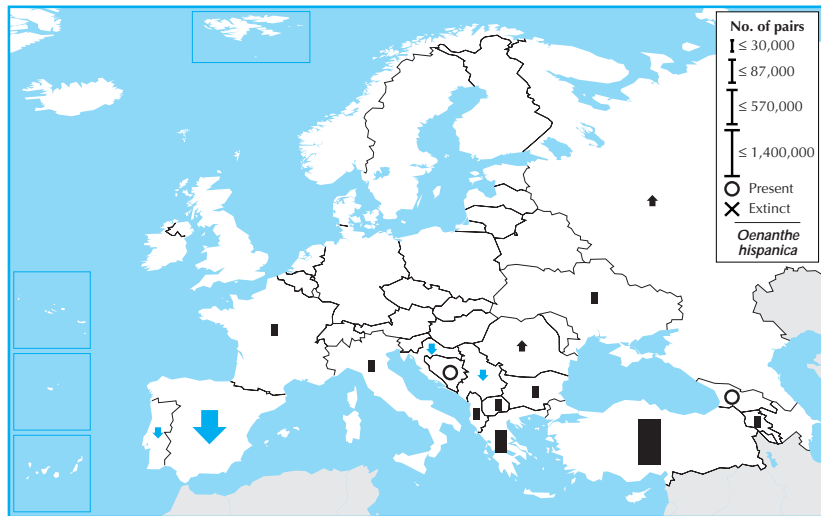 No. of pairs
≤ 30,000
≤ 87,000
≤ 570,000
≤ 1,400,000
Present
Extinct
Oenanthe
hispanica